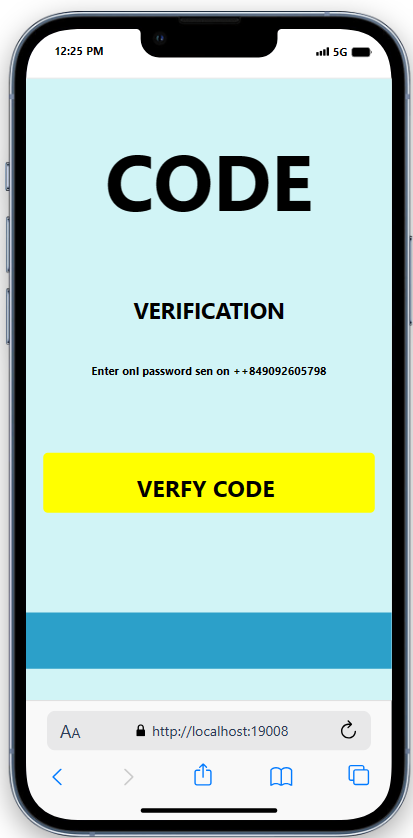 12:25 PM
5G
CODE
VERIFICATION
Enter onl password sen on ++849092605798
VERFY CODE
AA
http://localhost:19008